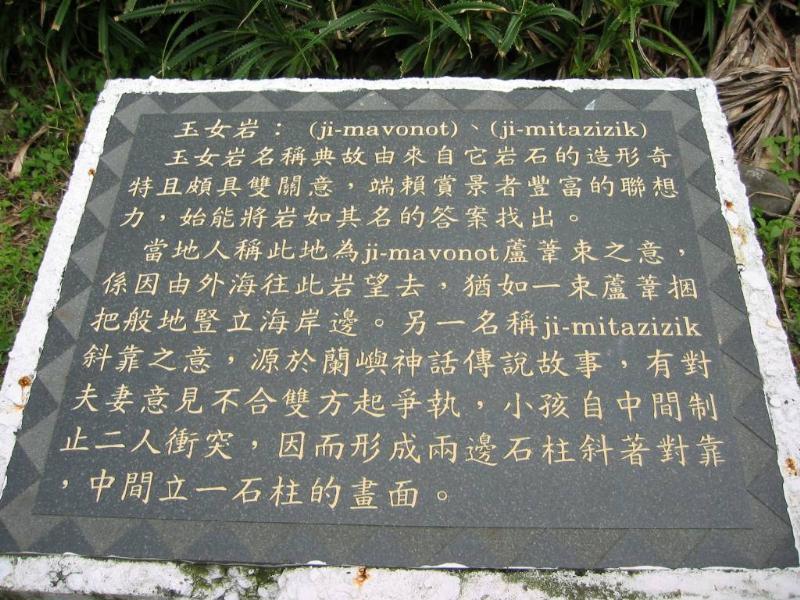 玉女岩：(ji-mavonot)、(ji-mitazizik)
玉女岩名稱典故由來自它岩石的造形奇
特且頗具雙關意，端賴賞景者豐富的聯想
力，始能將岩如其名的答案找出。
當地人稱此地為ji-mavonot蘆葦束之意，
係因由外海往此岩望去，猶如一束蘆葦捆
把般地豎立海岸邊。另一名稱ji-mitazizik
斜靠之意，源於蘭嶼神話傳說故事，有對
夫妻意見不合雙方起爭執，小孩自中間制
止二人衝突，因而形成兩邊石柱斜著對靠
，中間立一石柱的畫面。